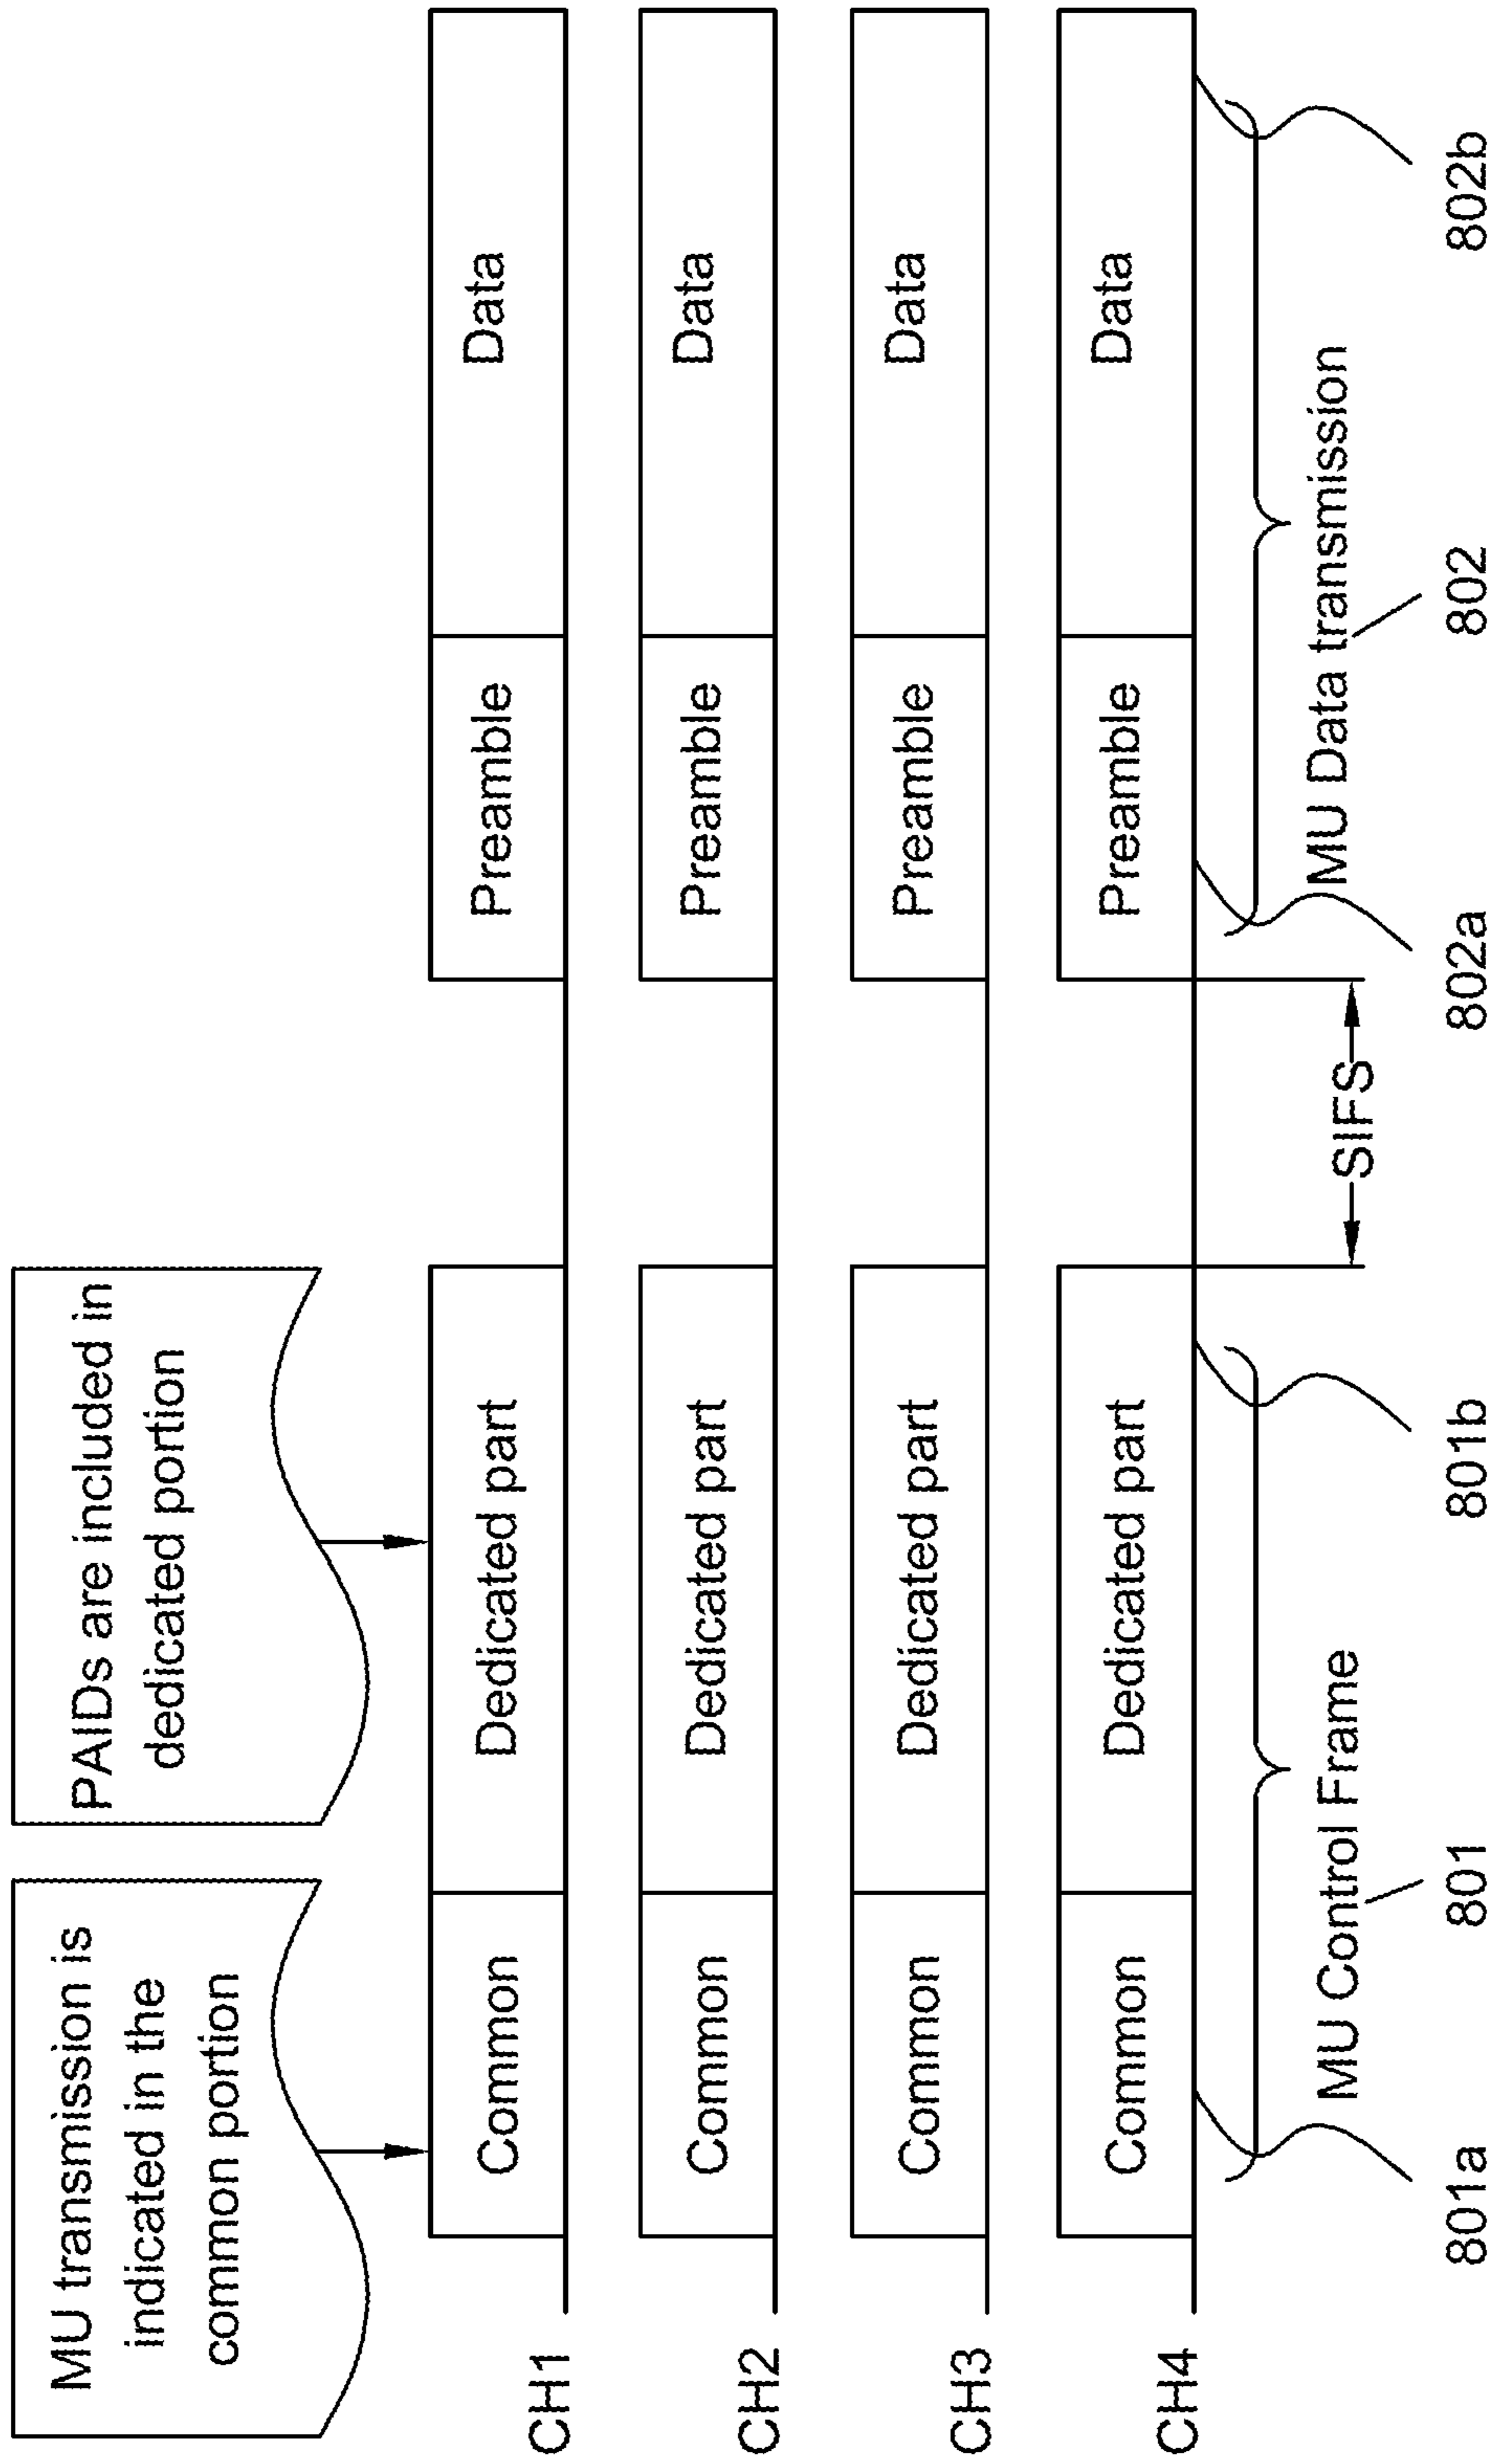 MU transmission is
indicated in the
common portion
PAIDs are included in
dedicated portion
CH1
Common
Dedicated part
Preamble
Data
CH2
Common
Dedicated part
Preamble
Data
CH3
Common
Dedicated part
Preamble
Data
CH4
Common
Dedicated part
Preamble
Data
MU Control Frame
SIFS
MU Data transmission
801a
801
801b
802a
802
802b